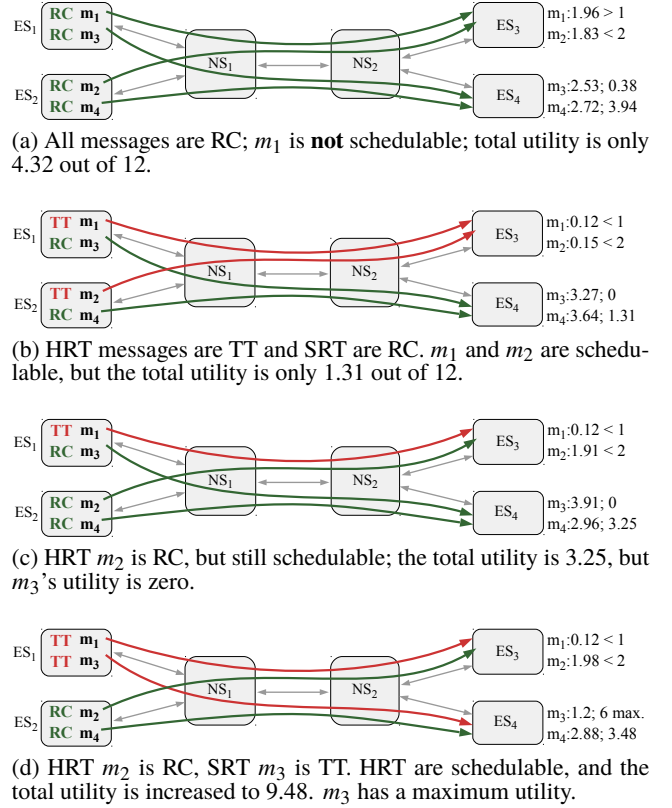 ES1
RC m1
RC m3
ES2
RC m2
RC m4
NS1
NS2
ES3
ES4
m1:1.96 > 1
m2:1.83 < 2
m3:2.53; 0.38
m4:2.72; 3.94
(a) All messages are RC; m1 is not schedulable; total utility is only
4.32 out of 12.
ES1
TT m1
RC m3
ES2
TT m2
RC m4
NS1
NS2
ES3
ES4
m1:0.12 < 1
m2:0.15 < 2
m3:3.27; 0
m4:3.64; 1.31
(b) HRT messages are TT and SRT are RC. m1 and m2 are schedu-
lable, but the total utility is only 1.31 out of 12.
ES1
TT m1
RC m3
ES2
RC m2
RC m4
NS1
NS2
ES3
ES4
m1:0.12 < 1
m2:1.91 < 2
m3:3.91; 0
m4:2.96; 3.25
(c) HRT m2 is RC, but still schedulable; the total utility is 3.25, but
m3's utility is zero.
ES1
TT m1
TT m3
ES2
RC m2
RC m4
NS1
NS2
ES3
ES4
m1:0.12 < 1
m2:1.98 < 2
m3:1.2; 6 max.
m4:2.88; 3.48
(d) HRT m2 is RC, SRT m3 is TT. HRT are schedulable, and the
total utility is increased to 9.48. m3 has a maximum utility.